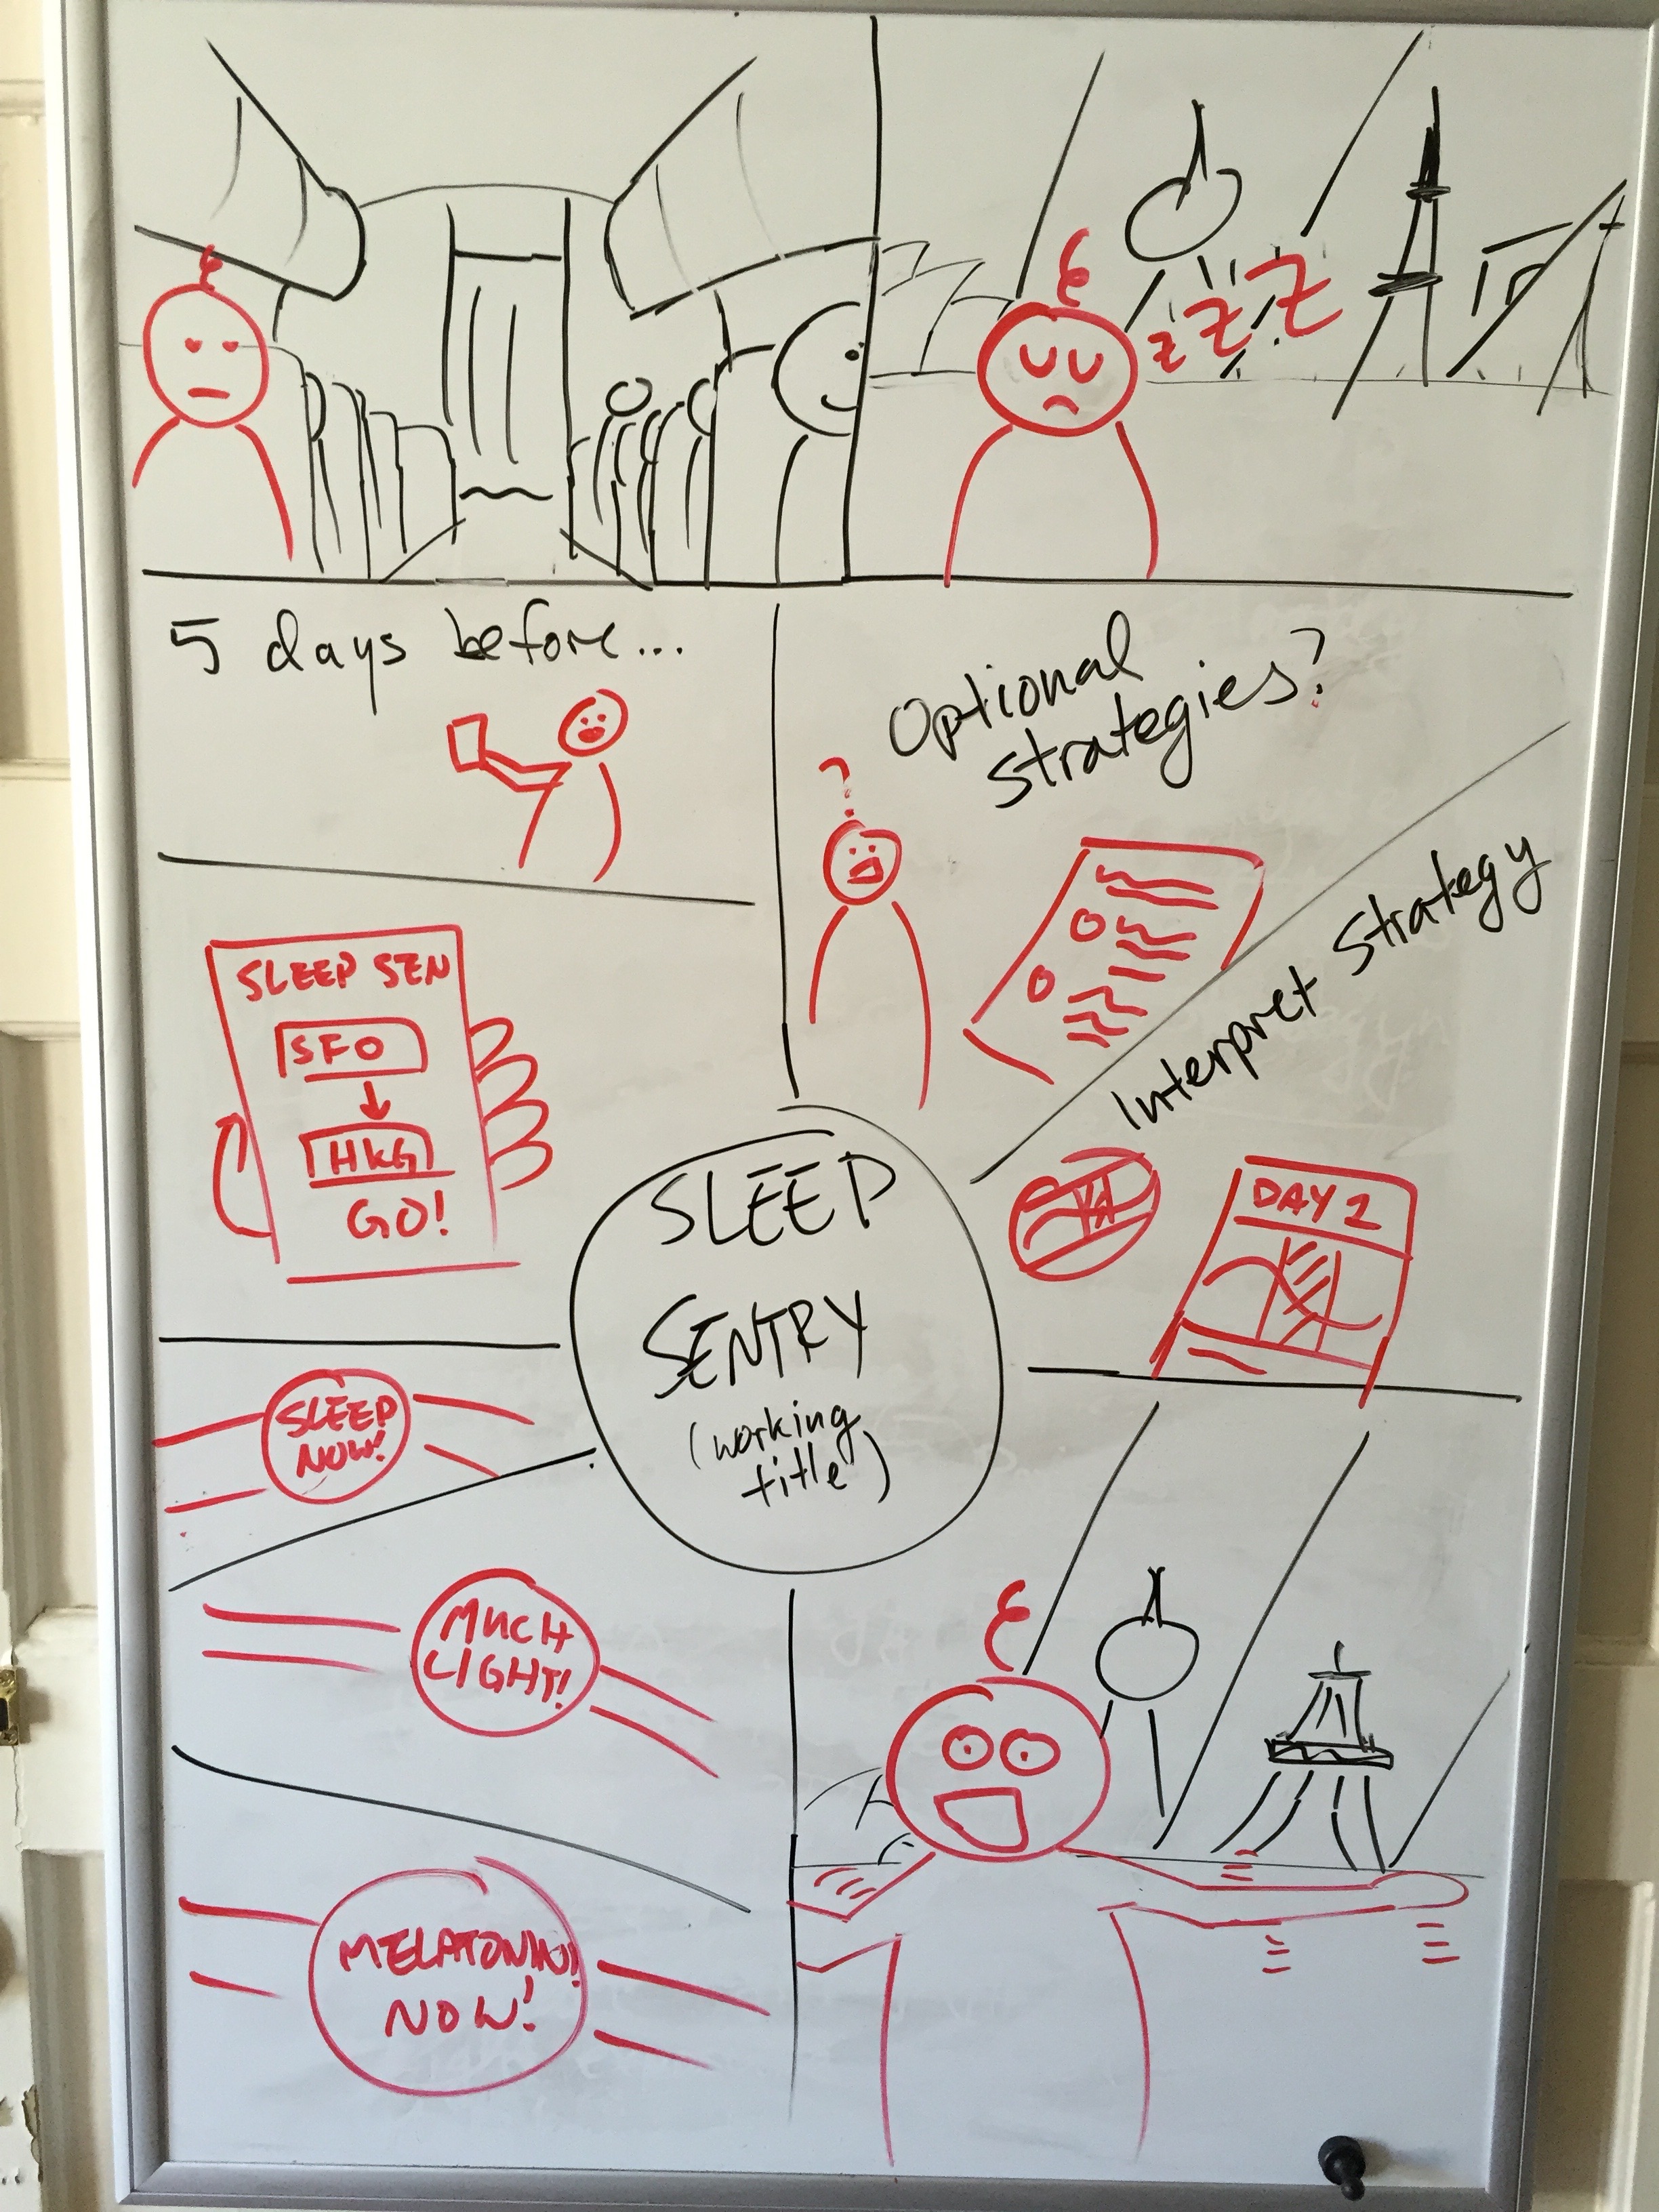 z z z
5 days before...
Optional
strategies?
?
SLEEP SEN
SFO
HKG
GO!
Interpret Strategy
DAY 2
SLEEP
SENTRY
(working
title)
SLEEP
NOW!
MUCH
LIGHT!
MELATONIN!
NOW!